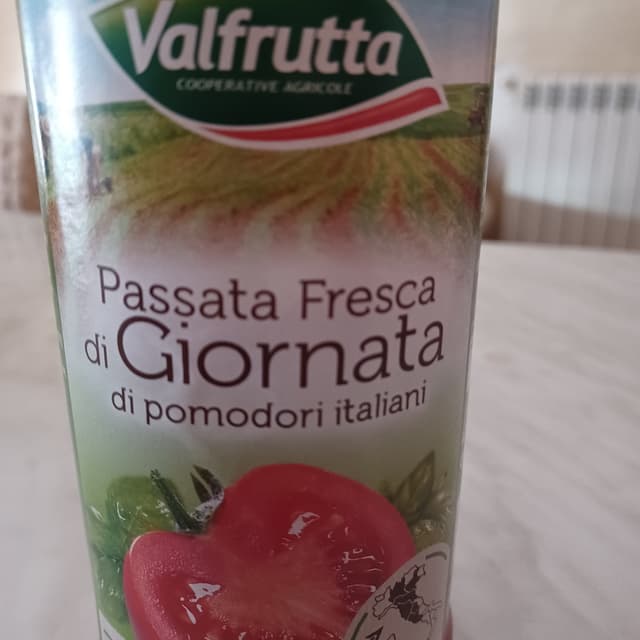 Valfrutta
COOPERATIVE AGRICOLE
Passata Fresca
di Giornata
di pomodori italiani